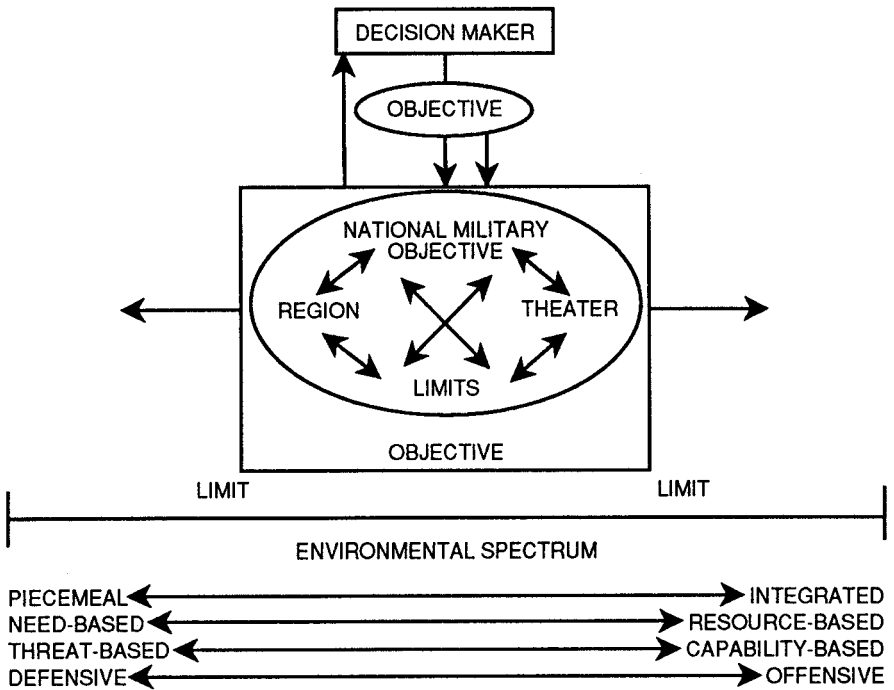 DECISION MAKER
OBJECTIVE
NATIONAL MILITARY
OBJECTIVE
REGION
THEATER
LIMITS
OBJECTIVE
LIMIT
LIMIT
ENVIRONMENTAL SPECTRUM
PIECEMEAL
INTEGRATED
NEED-BASED
RESOURCE-BASED
THREAT-BASED
CAPABILITY-BASED
DEFENSIVE
OFFENSIVE